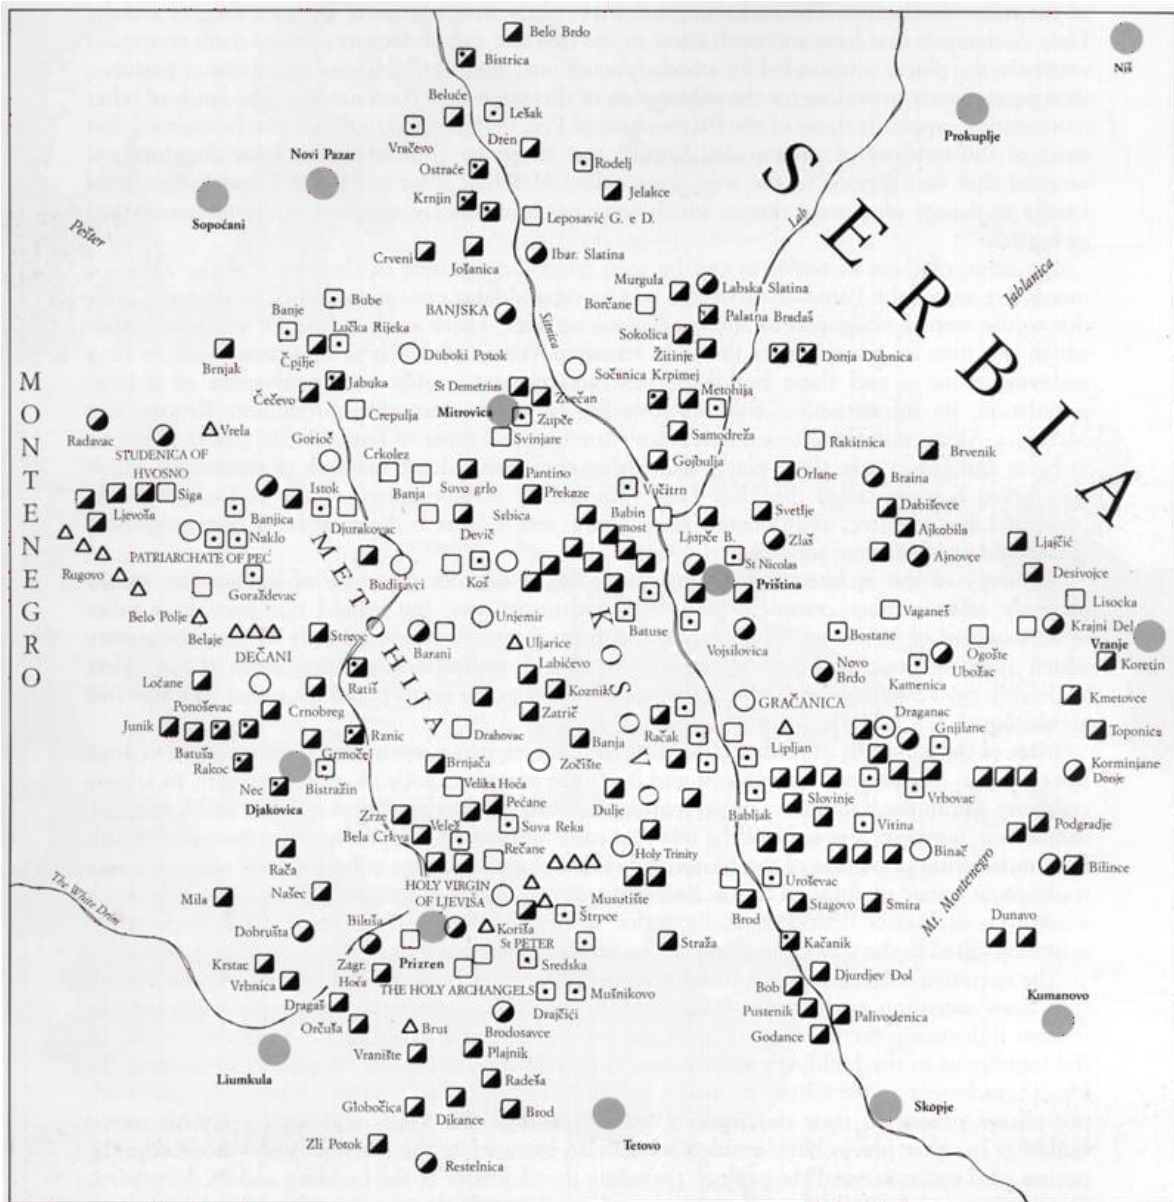 Belo Brdo
Bistrica
Niš
Beluće
Lešak
Prokuplje
Vračevo
Dren
Novi Pazar
Rodelj
Ostraće
Jelakce
Krnjin
Leposavić G. e D.
Sopoćani
Lab
Pešter
Crveni
Jošanica
Ibar. Slatina
SERBIA
Jablanica
Murgula
Labska Slatina
Bube
BANJSKA
Sitnica
Borčane
Palatna Bradaš
Banje
Lučka Rijeka
Sokolica
Brnjak
Čpilje
Duboki Potok
Žitinje
Donja Dubnica
Sočunica Krpimej
MONTENEGRO
Jabuka
St Demetrius
Čečevo
Zvečan
Metohija
Crepulja
Mitrovica
Zupče
Radavac
Vrela
Gorioč
Svinjare
Samodreža
Rakitnica
STUDENICA OF
HVOSNO
Crkolez
Gojbulja
Brvenik
Siga
Istok
Suvo grlo
Pantino
Orlane
Braina
Ljevoša
Banja
Prekaze
Vučitrn
Banjica
Srbica
Babin
most
Svetlje
Dabiševce
Djurakovac
Naklo
Devič
Ljupče B.
Zlaš
Ajkobila
Ljaščić
PATRIARCHATE OF PEĆ
METOHIJA
St Nicolas
Ajnovce
Rugovo
Budisavci
Koš
Priština
Desivojce
Goraždevac
KOSOVO
Lisocka
Belo Polje
Unjemir
Batuse
Vaganeš
Belaje
Streoc
Barani
Uljarice
Vojsilovica
Bostane
Krajni Del
DEČANI
Ogošte
Vranje
Labićevo
Novo
Brdo
Ubožac
Koretin
Loćane
Ratiš
Koznik
Kamenica
Ponoševac
Crnobreg
Zatrič
GRAČANICA
Kmetovce
Draganac
Junik
Rznic
Drahovac
Banja
Račak
Lipljan
Gnjilane
Toponica
Batuša
Grmočel
Rakoc
Brnjača
Zočište
Korminjane
Donje
Nec
Bistražin
Velika Hoča
Djakovica
Pećane
Dulje
Slovinje
Vrbovac
Zrze
Velež
Suva Reka
Babljak
Vitina
Podgradje
Bela Crkva
Rečane
Holy Trinity
Binač
Rača
Bilince
The White Drim
HOLY VIRGIN
OF LJEVIŠA
Uroševac
Mila
Našec
Musutište
Mt. Montenegro
Brod
Stagovo
Smira
Dobrušta
Biluša
Koriša
Štrpce
Dunavo
St PETER
Straža
Kačanik
Krstac
Zagr.
Hoča
Prizren
Sredska
Djurdjev Dol
Vrbnica
THE HOLY ARCHANGELS
Mušnikovo
Bob
Kumanovo
Dragaš
Drajčići
Pustenik
Palivodenica
Orčuša
Brut
Brodosavce
Godance
Vranište
Plajnik
Liumkula
Radeša
Globočica
Dikance
Brod
Skopje
Zli Potok
Tetovo
Restelnica